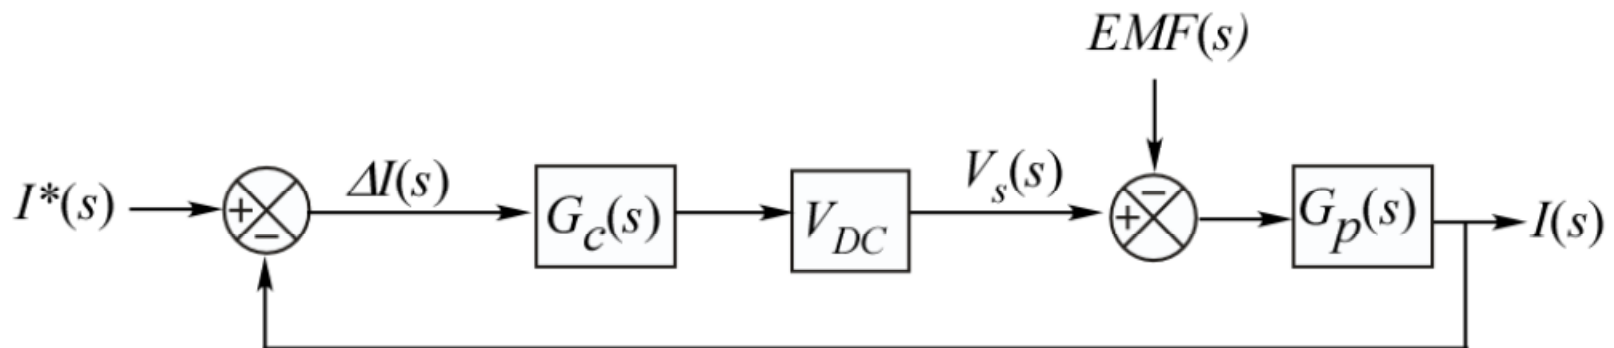 EMF(s)
I*(s)
+
−
ΔI(s)
G_c(s)
V_DC
V_s(s)
−
+
G_p(s)
I(s)